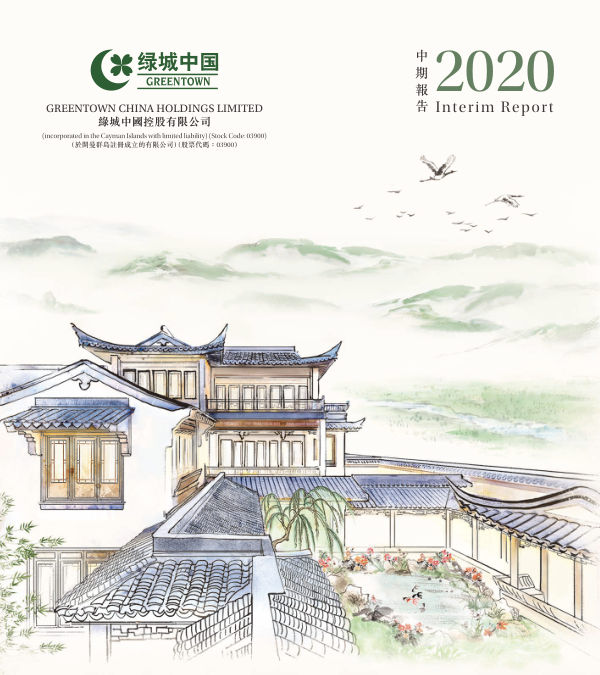 绿城中国
GREENTOWN
GREENTOWN CHINA HOLDINGS LIMITED
綠城中國控股有限公司
(incorporated in the Cayman Islands with limited liability) (Stock Code: 03900)
(於開曼群島註冊成立的有限公司) (股票代碼：03900)
中期報告
2020
Interim Report